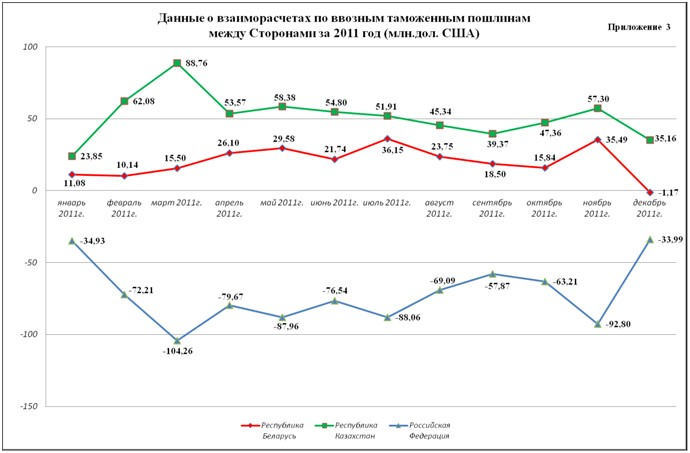 Данные о взаиморасчетах по ввозным таможенным пошлинам
между Сторонами за 2011 год (млн.дол. США)
Приложение 3
100
50
0
-50
-100
-150
23,85
62,08
88,76
53,57
58,38
54,80
51,91
45,34
39,37
47,36
57,30
35,16
11,08
10,14
15,50
26,10
29,58
21,74
36,15
23,75
18,50
15,84
35,49
-1,17
январь
2011г.
февраль
2011г.
март 2011г.
апрель
2011г.
май 2011г.
июнь 2011г.
июль 2011г.
август
2011г.
сентябрь
2011г.
октябрь
2011г.
ноябрь
2011г.
декабрь
2011г.
-34,93
-72,21
-104,26
-79,67
-87,96
-76,54
-88,06
-69,09
-57,87
-63,21
-92,80
-33,99
Республика
Беларусь
Республика
Казахстан
Российская
Федерация